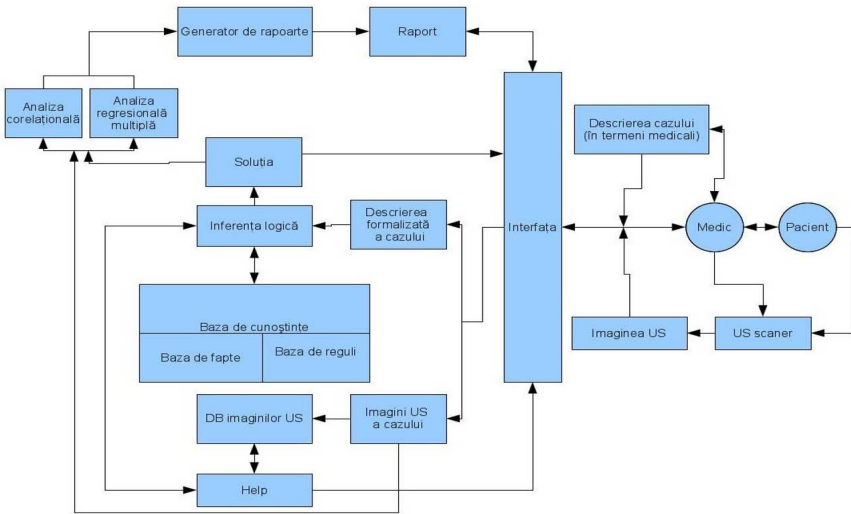 Generator de rapoarte
Raport
Analiza
corelațională
Analiza
regresională
multiplă
Descrierea cazului
(în termeni medicali)
Soluția
Inferența logică
Descrierea
formalizată
a cazului
Interfața
Medic
Pacient
Baza de cunoștințe
Baza de fapte
Baza de reguli
Imaginea US
US scaner
DB imaginilor US
Imagini US
a cazului
Help